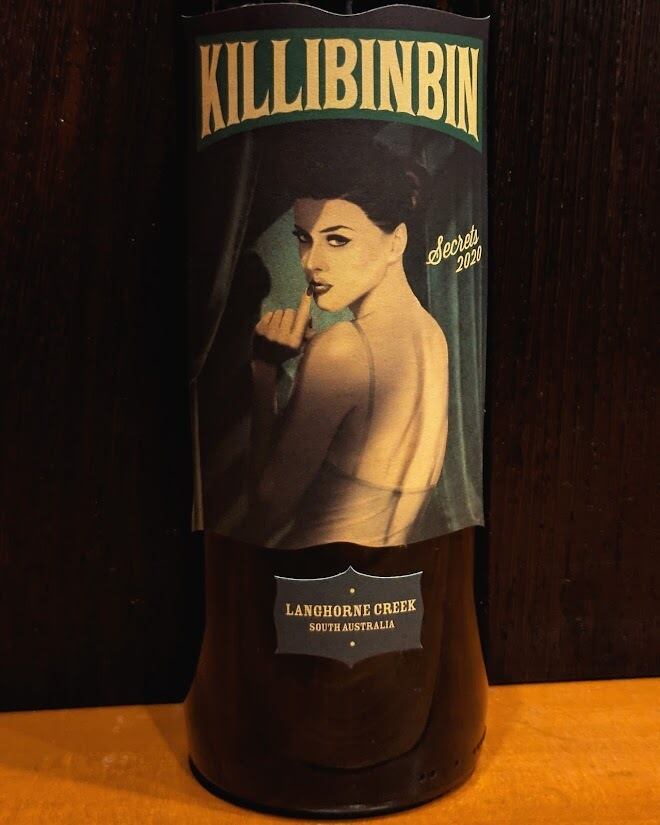 KILLIBINBIN
Secrets
2020
LANGHORNE CREEK
SOUTH AUSTRALIA